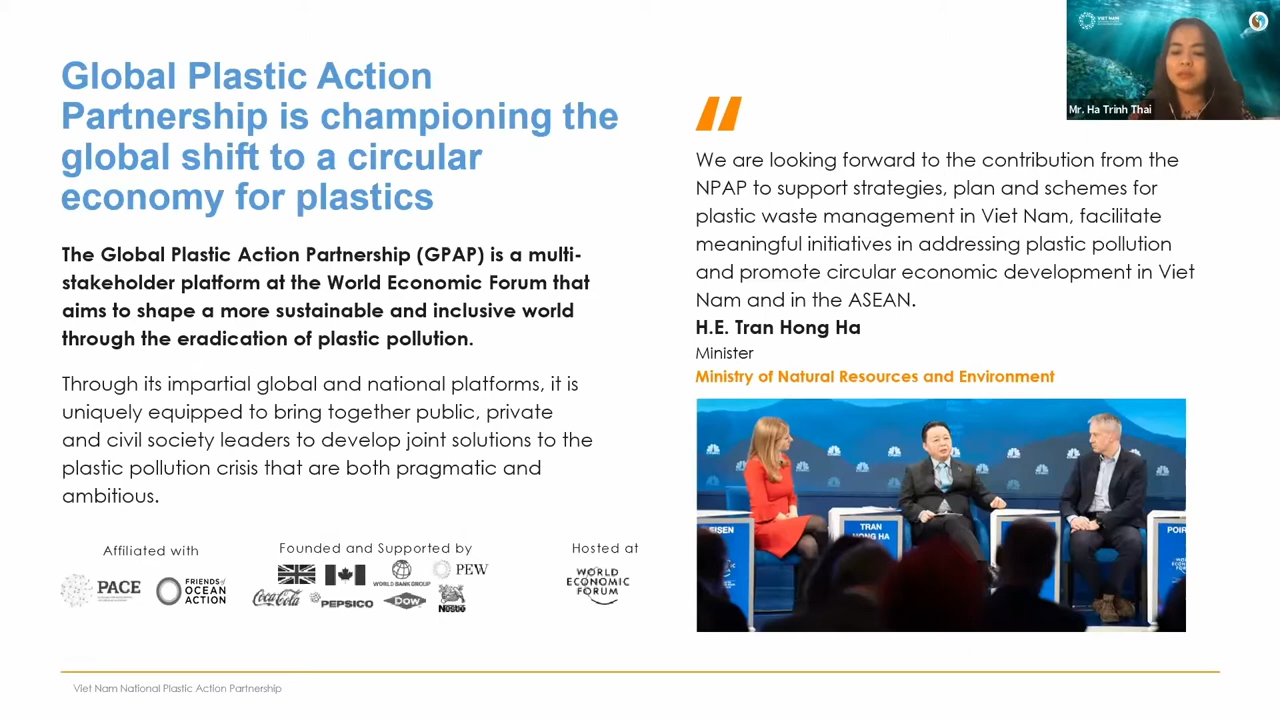 Global Plastic Action
Partnership is championing the
global shift to a circular
economy for plastics
The Global Plastic Action Partnership (GPAP) is a multi-
stakeholder platform at the World Economic Forum that
aims to shape a more sustainable and inclusive world
through the eradication of plastic pollution.
Through its impartial global and national platforms, it is
uniquely equipped to bring together public, private
and civil society leaders to develop joint solutions to the
plastic pollution crisis that are both pragmatic and
ambitious.
Affiliated with
PACE
FRIENDS of
OCEAN
ACTION
Founded and Supported by
WORLD BANK GROUP
PEW
Coca-Cola
PEPSICO
Dow
Nestlé
Hosted at
WORLD
ECONOMIC
FORUM
"
We are looking forward to the contribution from the
NPAP to support strategies, plan and schemes for
plastic waste management in Viet Nam, facilitate
meaningful initiatives in addressing plastic pollution
and promote circular economic development in Viet
Nam and in the ASEAN.
H.E. Tran Hong Ha
Minister
Ministry of Natural Resources and Environment
EISEN
TRAN
HONG HA
POIR
VIET NAM
Mr. Ha Trinh Thai
Viet Nam National Plastic Action Partnership